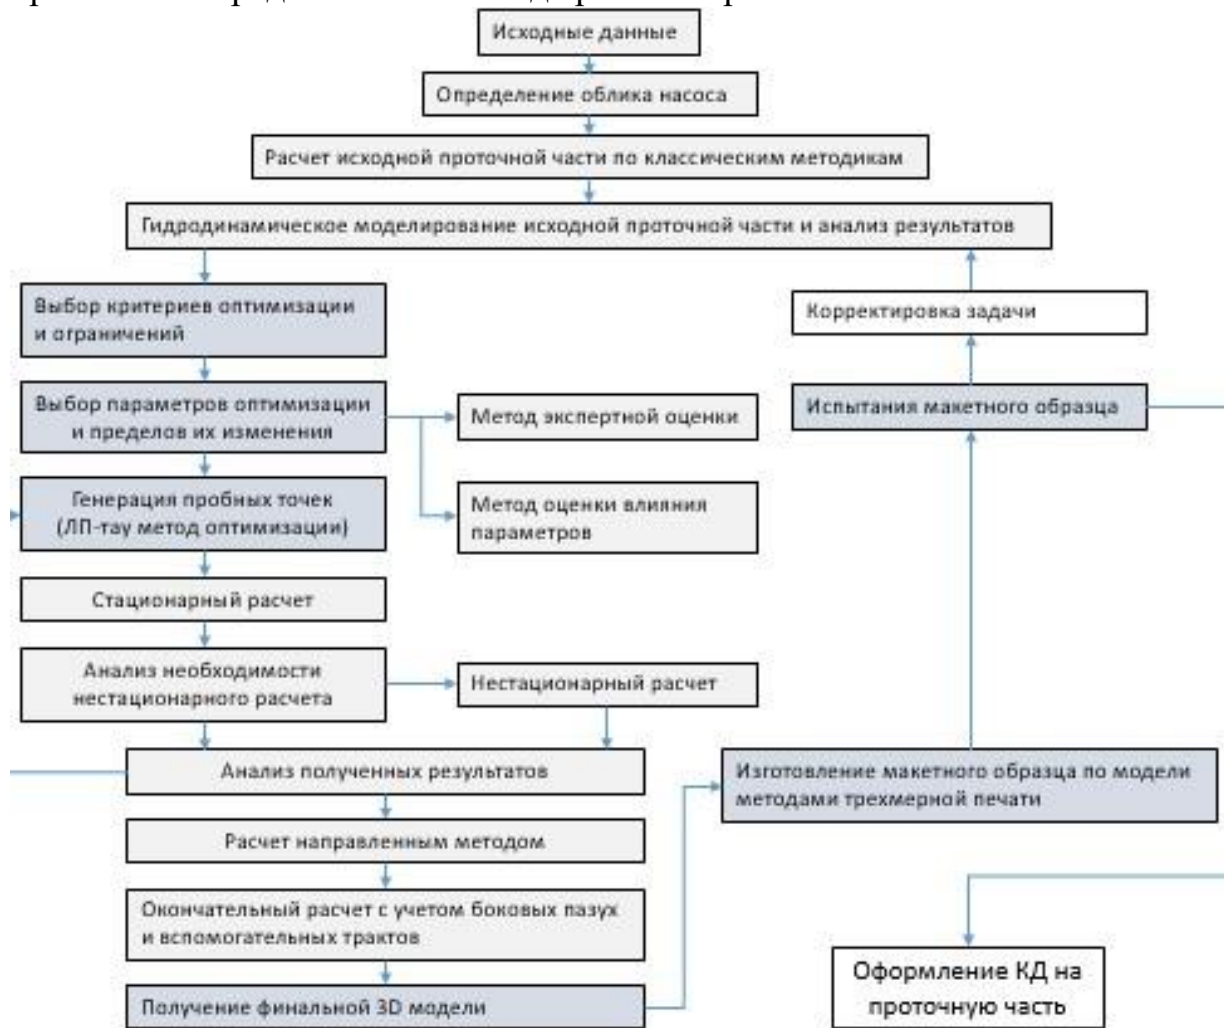 Исходные данные
Определение облика насоса
Расчет исходной проточной части по классическим методикам
Гидродинамическое моделирование исходной проточной части и анализ результатов
Выбор критериев оптимизации
и ограничений
Корректировка задачи
Выбор параметров оптимизации
и пределов их изменения
Метод экспертной оценки
Испытания макетного образца
Генерация пробных точек
(ЛП-тау метод оптимизации)
Метод оценки влияния
параметров
Стационарный расчет
Анализ необходимости
нестационарного расчета
Нестационарный расчет
Анализ полученных результатов
Изготовление макетного образца по модели
методами трехмерной печати
Расчет направленным методом
Окончательный расчет с учетом боковых пазух
и вспомогательных трактов
Получение финальной 3D модели
Оформление КД на
проточную часть